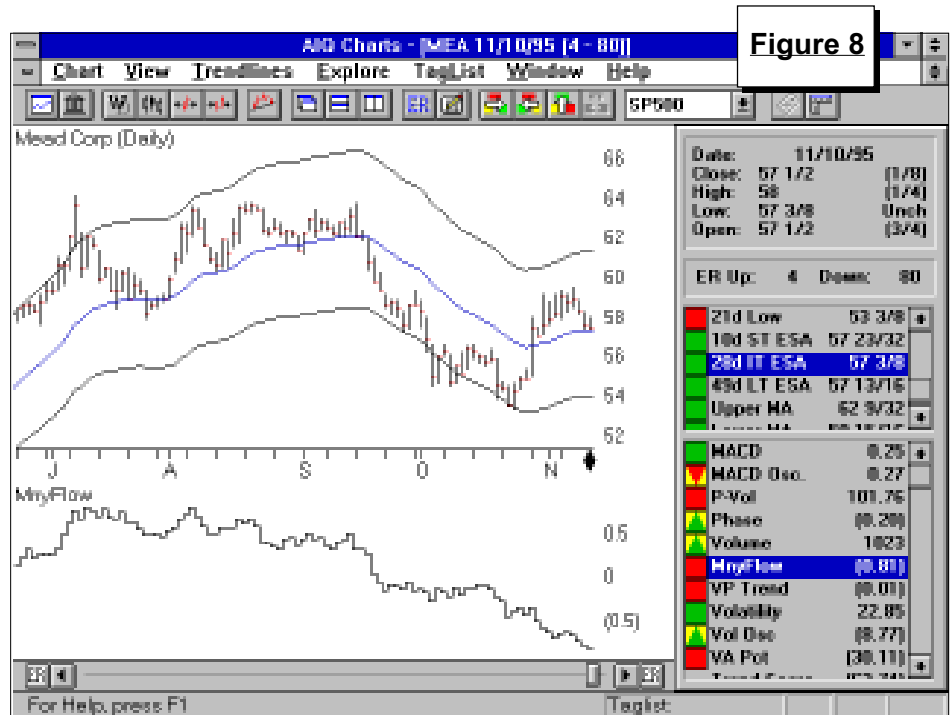 Figure 8
AIQ Charts - [MEA 11/10/95 (4 - 80)]
Chart View Trendlines Explore TagList Window Help
ER SP500
Mead Corp (Daily)
66
64
62
60
58
56
54
52
J A S O N
MnyFlow
0.5
0
(0.5)
Date: 11/10/95
Close: 57 1/2 (1/8)
High: 58 (1/4)
Low: 57 3/8 Unch
Open: 57 1/2 (3/4)
ER Up: 4 Down: 80
21d Low 53 3/8
10d ST ESA 57 23/32
28d IT ESA 57 3/8
49d LT ESA 57 13/16
Upper MA 62 9/32
MACD 0.25
MACD Osc. 0.27
P-Vol 101.76
Phase (0.20)
Volume 1023
MnyFlow (0.81)
VP Trend (0.01)
Volatility 22.85
Vol Osc (8.77)
VA Pct (30.11)
ER ER
For Help, press F1
Taglist: